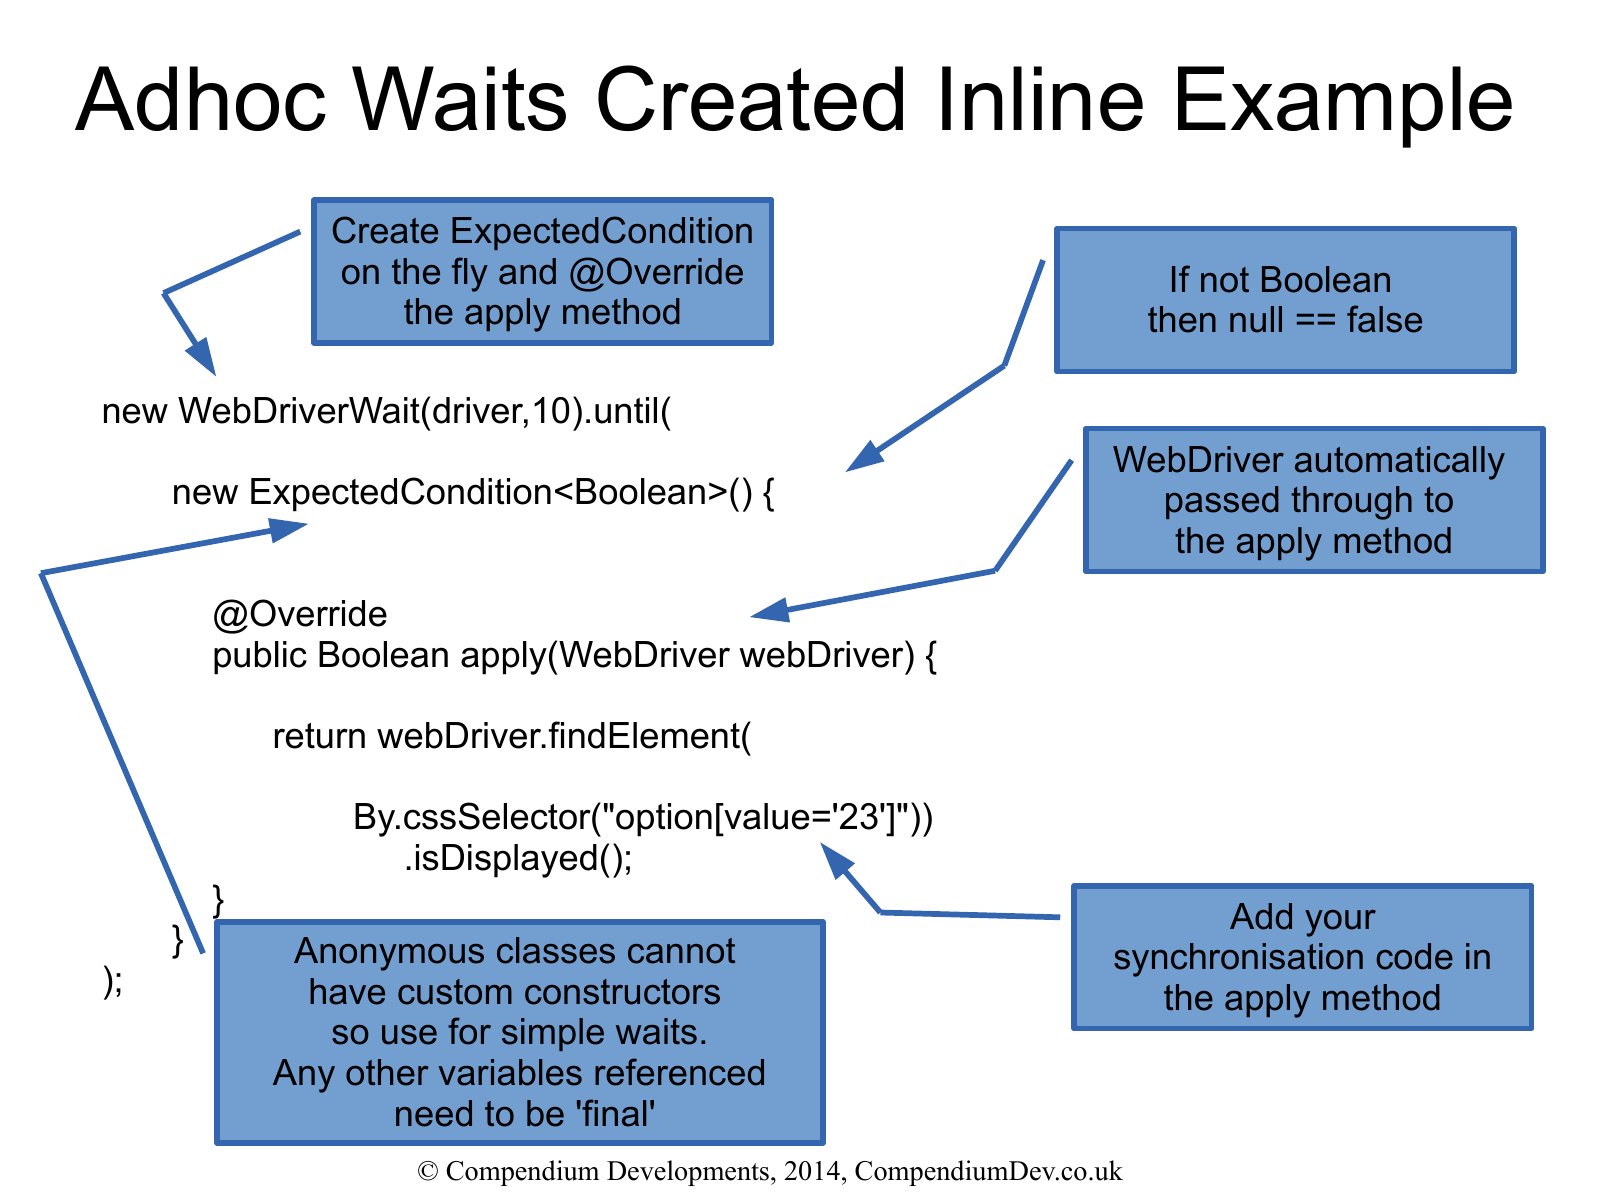 Adhoc Waits Created Inline Example
Create ExpectedCondition
on the fly and @Override
the apply method
If not Boolean
then null == false
new WebDriverWait(driver,10).until(
WebDriver automatically
passed through to
the apply method
new ExpectedCondition<Boolean>() {
@Override
public Boolean apply(WebDriver webDriver) {
return webDriver.findElement(
By.cssSelector("option[value='23']"))
.isDisplayed();
}
}
);
Add your
synchronisation code in
the apply method
Anonymous classes cannot
have custom constructors
so use for simple waits.
Any other variables referenced
need to be 'final'
© Compendium Developments, 2014, CompendiumDev.co.uk